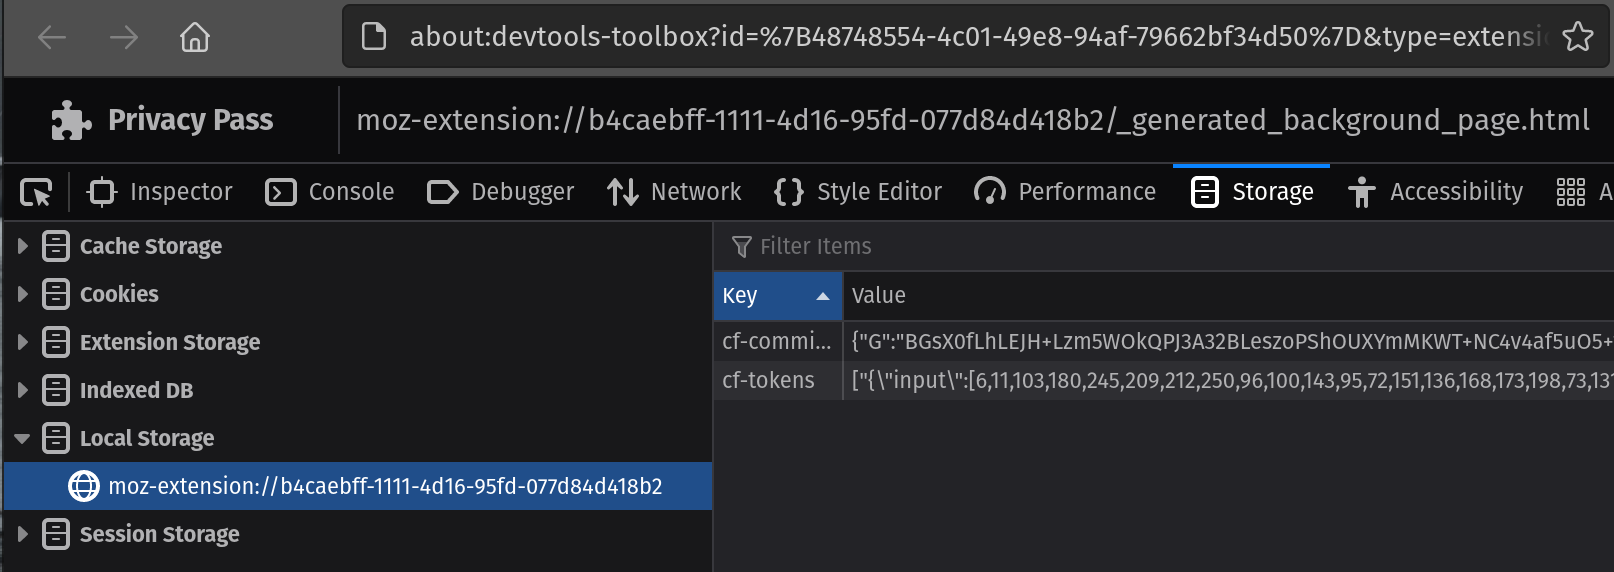 about:devtools-toolbox?id=%7B48748554-4c01-49e8-94af-79662bf34d50%7D&type=extensi
Privacy Pass moz-extension://b4caebff-1111-4d16-95fd-077d84d418b2/_generated_background_page.html
Inspector Console Debugger Network Style Editor Performance Storage Accessibility A
Cache Storage Filter Items
Cookies Key Value
Extension Storage cf-commi... {"G":"BGsX0fLhLEJH+Lzm5WOkQPJ3A32BLeszoPShOUXYmMKWT+NC4v4af5uO5+
Indexed DB cf-tokens ["{\"input\":[6,11,103,180,245,209,212,250,96,100,143,95,72,151,136,168,173,198,73,131
Local Storage
moz-extension://b4caebff-1111-4d16-95fd-077d84d418b2
Session Storage